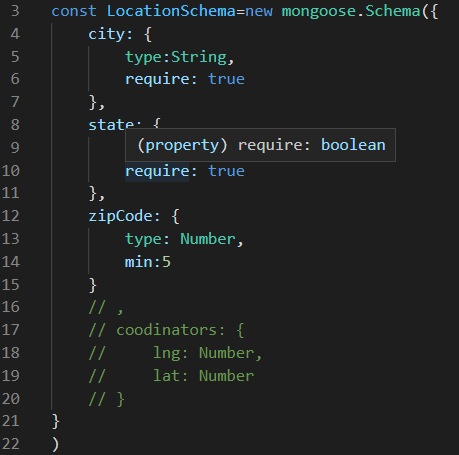 3 const LocationSchema=new mongoose.Schema({
4 city: {
5 type:String,
6 require: true
7 },
8 state: {
9 (property) require: boolean
10 require: true
11 },
12 zipCode: {
13 type: Number,
14 min:5
15 }
16 // ,
17 // coodinators: {
18 //     lng: Number,
19 //     lat: Number
20 // }
21 }
22 )